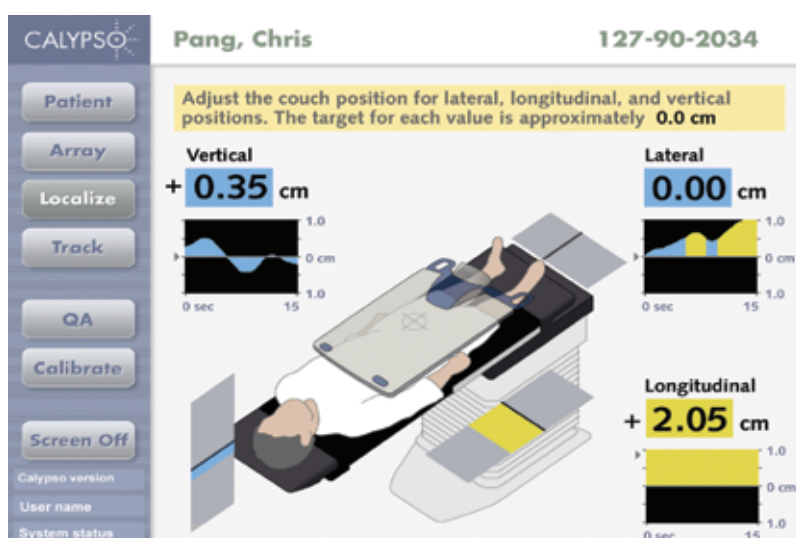 CALYPSO
Pang, Chris 127-90-2034
Patient
Array
Localize
Track
QA
Calibrate
Screen Off
Calypso version
User name
System status
Adjust the couch position for lateral, longitudinal, and vertical
positions. The target for each value is approximately 0.0 cm
Vertical
+ 0.35 cm
1.0
0 cm
1.0
0 sec 15
Lateral
0.00 cm
1.0
0 cm
1.0
0 sec 15
Longitudinal
+ 2.05 cm
1.0
0 cm
1.0
0 sec 15